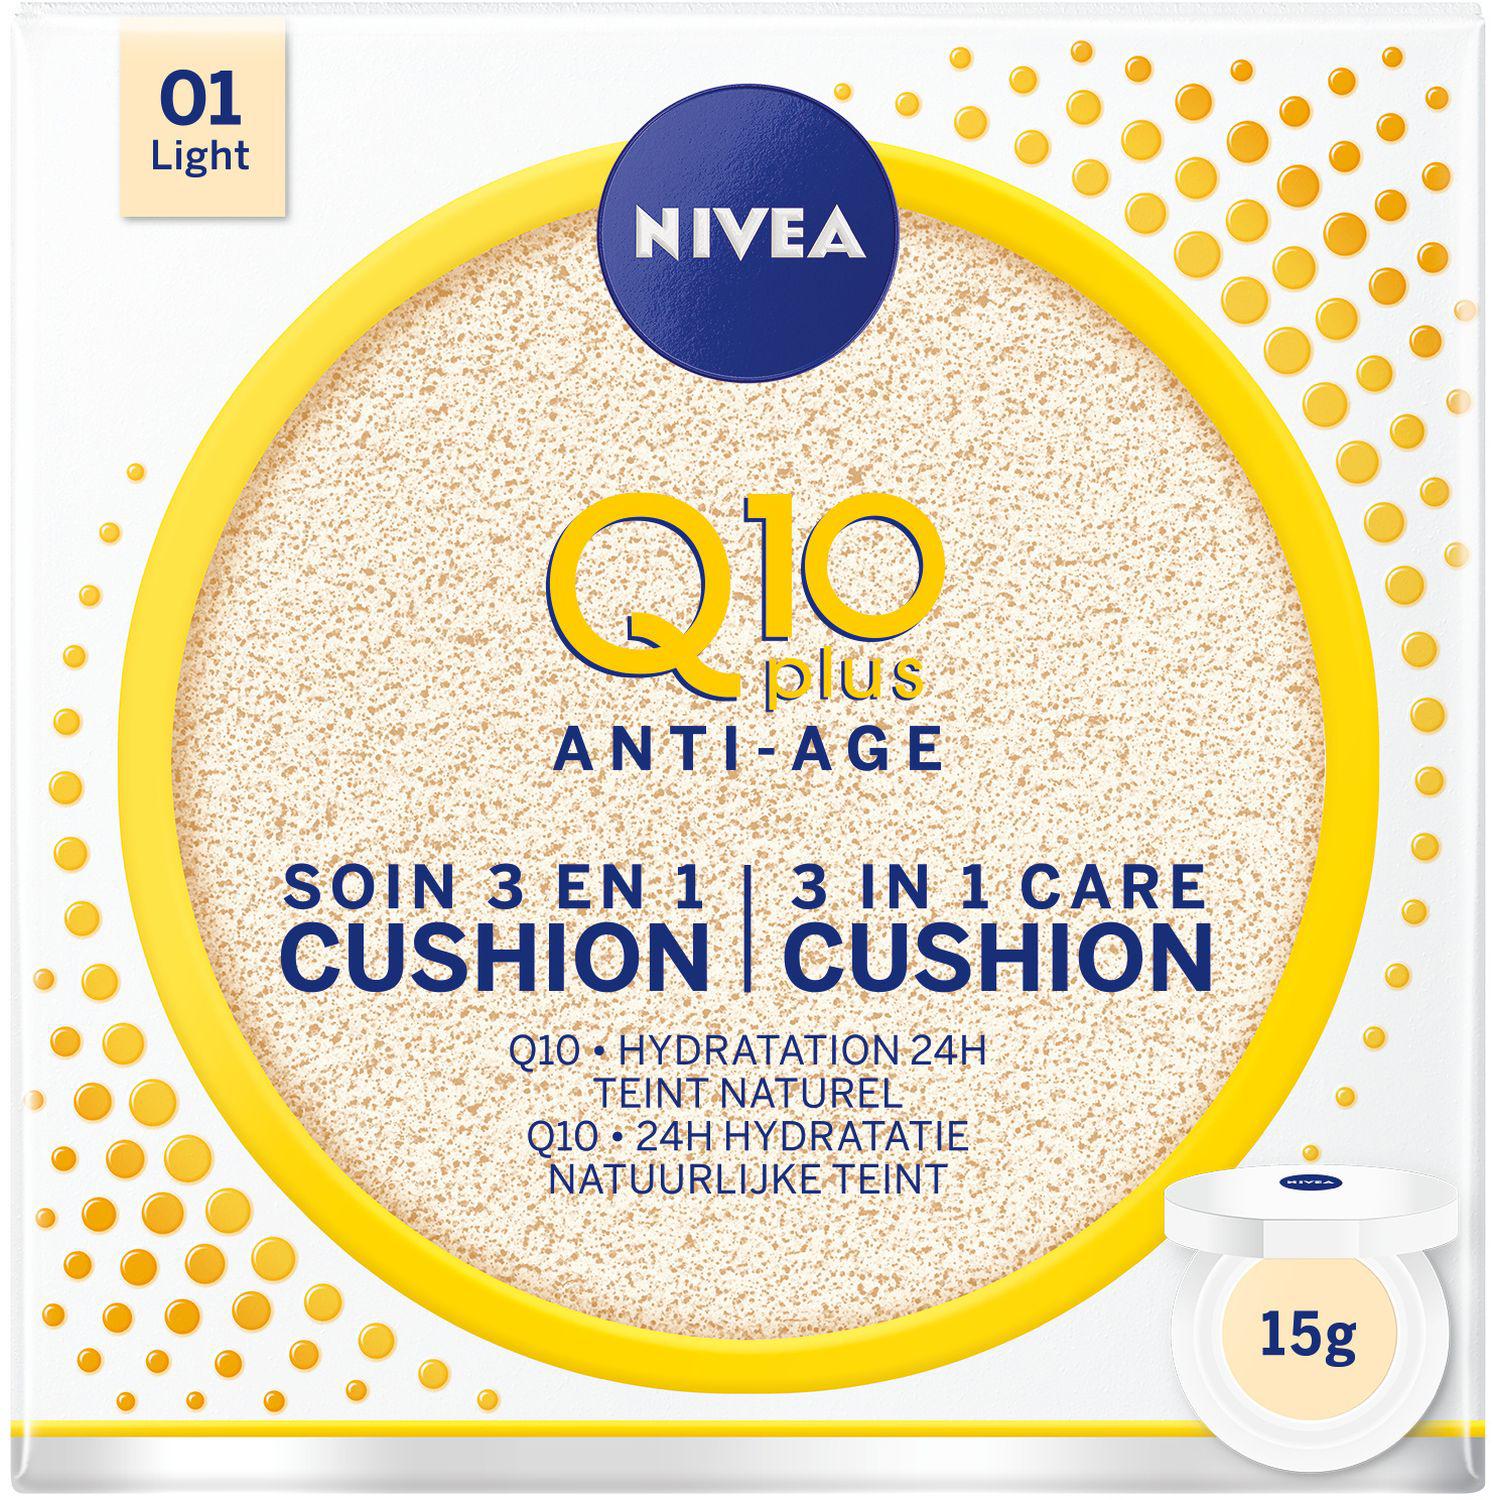 01
Light
NIVEA
Q10
plus
ANTI-AGE
SOIN 3 EN 1
CUSHION
3 IN 1 CARE
CUSHION
Q10 • HYDRATATION 24H
TEINT NATUREL
Q10 • 24H HYDRATATIE
NATUURLIJKE TEINT
NIVEA
15g